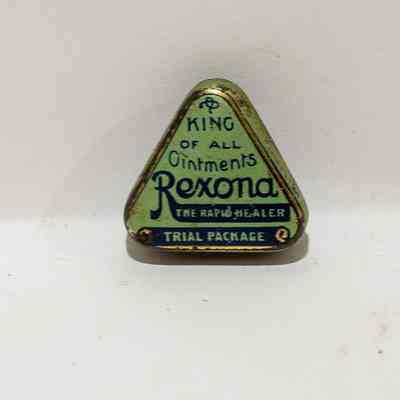 KING
OF ALL
Ointments
Rexona
THE RAPID HEALER
TRIAL PACKAGE